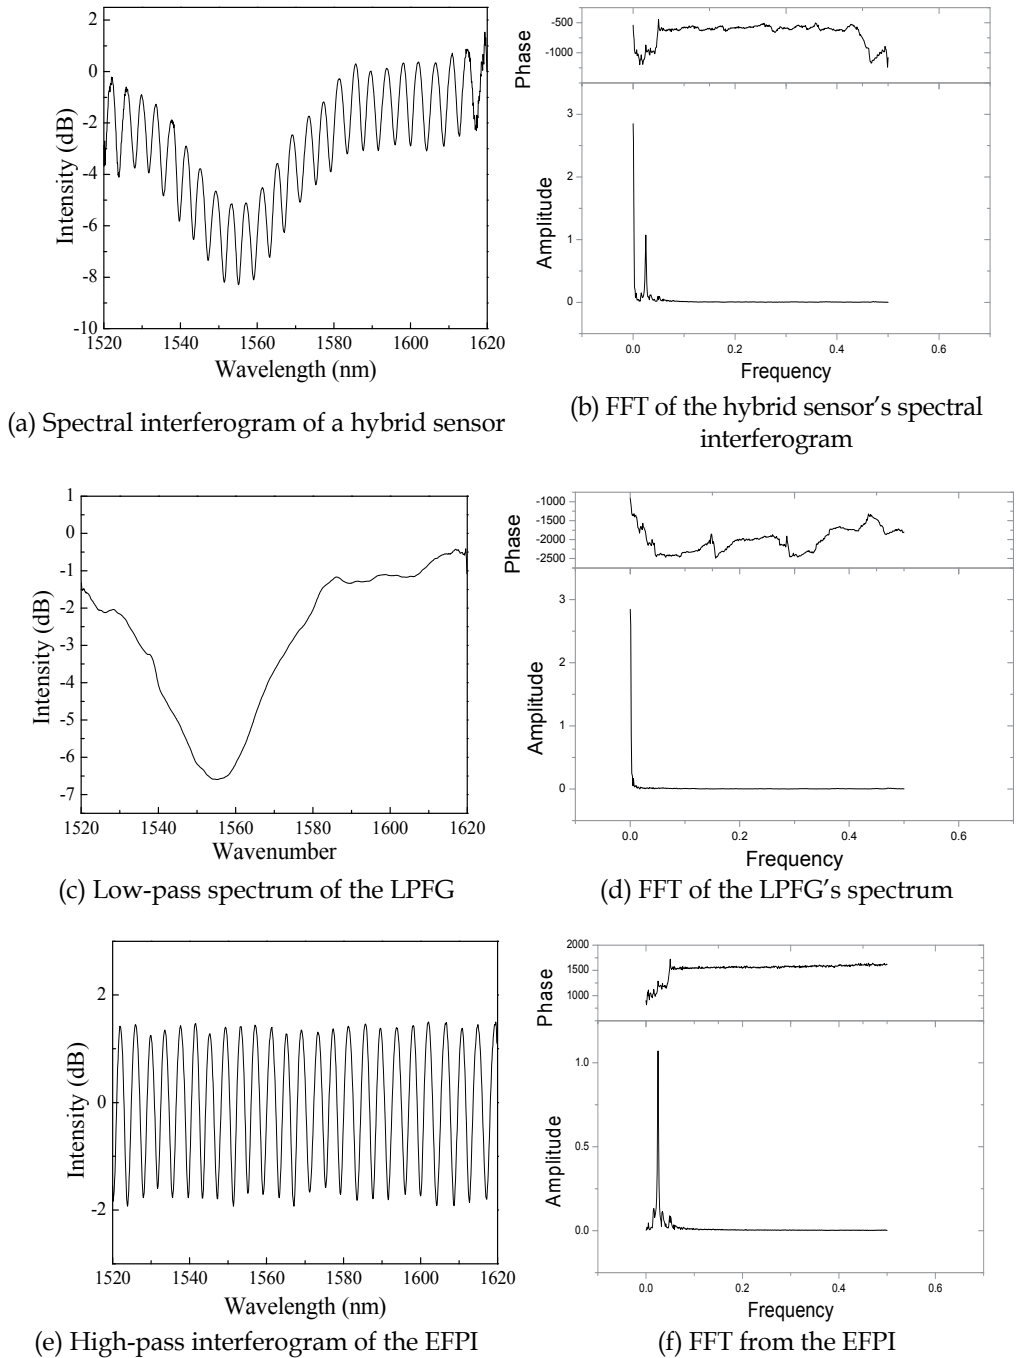 2
0
-2
-4
-6
-8
-10
Intensity (dB)
1520 1540 1560 1580 1600 1620
Wavelength (nm)
(a) Spectral interferogram of a hybrid sensor
-500
-1000
Phase
3
2
1
0
Amplitude
0.0 0.2 0.4 0.6
Frequency
(b) FFT of the hybrid sensor’s spectral
interferogram
1
0
-1
-2
-3
-4
-5
-6
-7
Intensity (dB)
1520 1540 1560 1580 1600 1620
Wavenumber
(c) Low-pass spectrum of the LPFG
-1000
-1500
-2000
-2500
Phase
3
2
1
0
Amplitude
0.0 0.2 0.4 0.6
Frequency
(d) FFT of the LPFG’s spectrum
2
0
-2
Intensity (dB)
1520 1540 1560 1580 1600 1620
Wavelength (nm)
(e) High-pass interferogram of the EFPI
2000
1500
1000
Phase
1.0
0.5
0.0
Amplitude
0.0 0.2 0.4 0.6
Frequency
(f) FFT from the EFPI